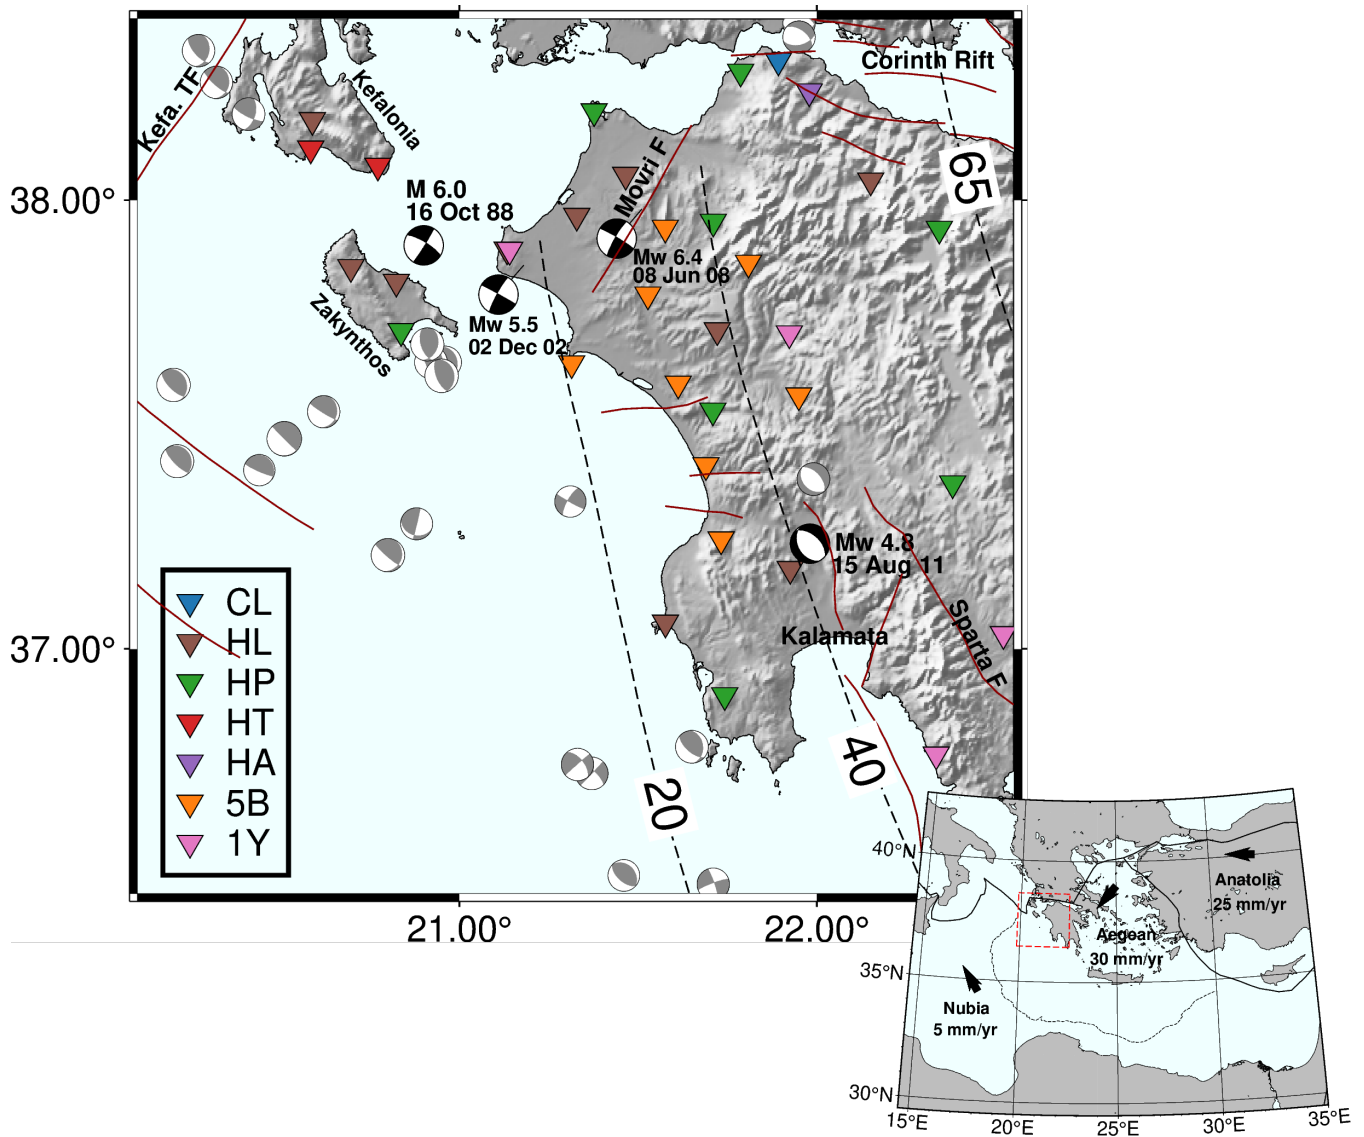 Corinth Rift
Kefa. TF
Kefalonia
38.00°
M 6.0
16 Oct 88
Movri F
65
Mw 6.4
08 Jun 08
Zakynthos
Mw 5.5
02 Dec 02
Mw 4.8
15 Aug 11
CL
HL
HP
HT
HA
5B
1Y
37.00°
Kalamata
Sparta F
40
20
21.00°
22.00°
40°N
Anatolia
25 mm/yr
Aegean
30 mm/yr
35°N
Nubia
5 mm/yr
30°N
15°E
20°E
25°E
30°E
35°E